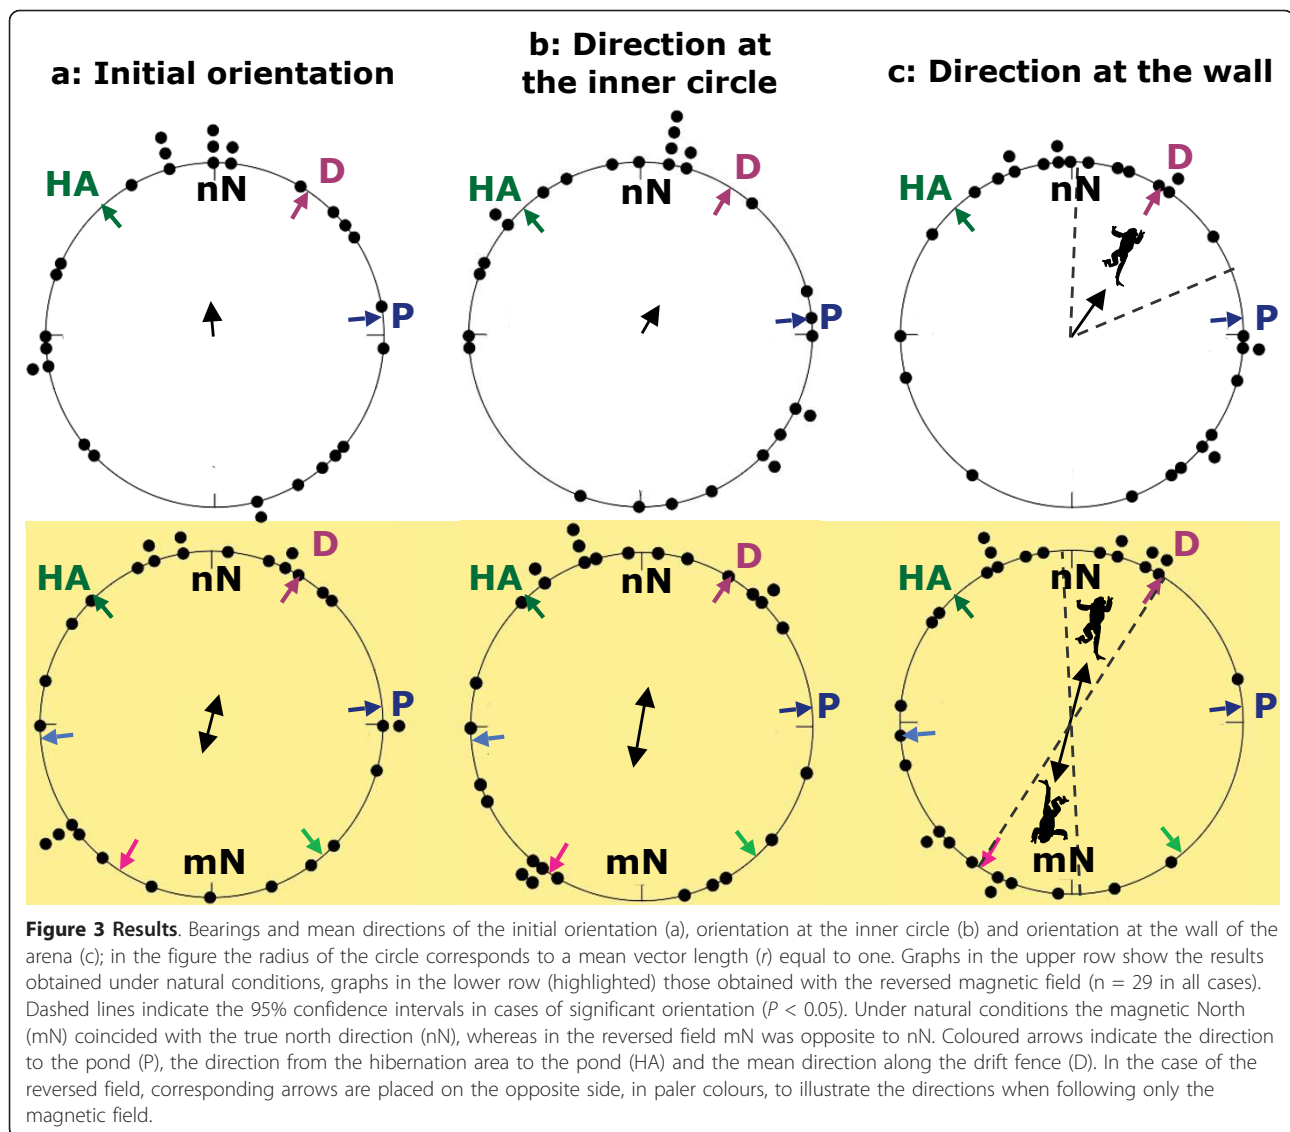 a: Initial orientation
b: Direction at
the inner circle
c: Direction at the wall
HA
nN
D
P
HA
nN
D
P
HA
nN
D
P
HA
nN
D
P
mN
HA
nN
D
P
mN
HA
nN
D
P
mN
Figure 3 Results. Bearings and mean directions of the initial orientation (a), orientation at the inner circle (b) and orientation at the wall of the
arena (c); in the figure the radius of the circle corresponds to a mean vector length (r) equal to one. Graphs in the upper row show the results
obtained under natural conditions, graphs in the lower row (highlighted) those obtained with the reversed magnetic field (n = 29 in all cases).
Dashed lines indicate the 95% confidence intervals in cases of significant orientation (P < 0.05). Under natural conditions the magnetic North
(mN) coincided with the true north direction (nN), whereas in the reversed field mN was opposite to nN. Coloured arrows indicate the direction
to the pond (P), the direction from the hibernation area to the pond (HA) and the mean direction along the drift fence (D). In the case of the
reversed field, corresponding arrows are placed on the opposite side, in paler colours, to illustrate the directions when following only the
magnetic field.